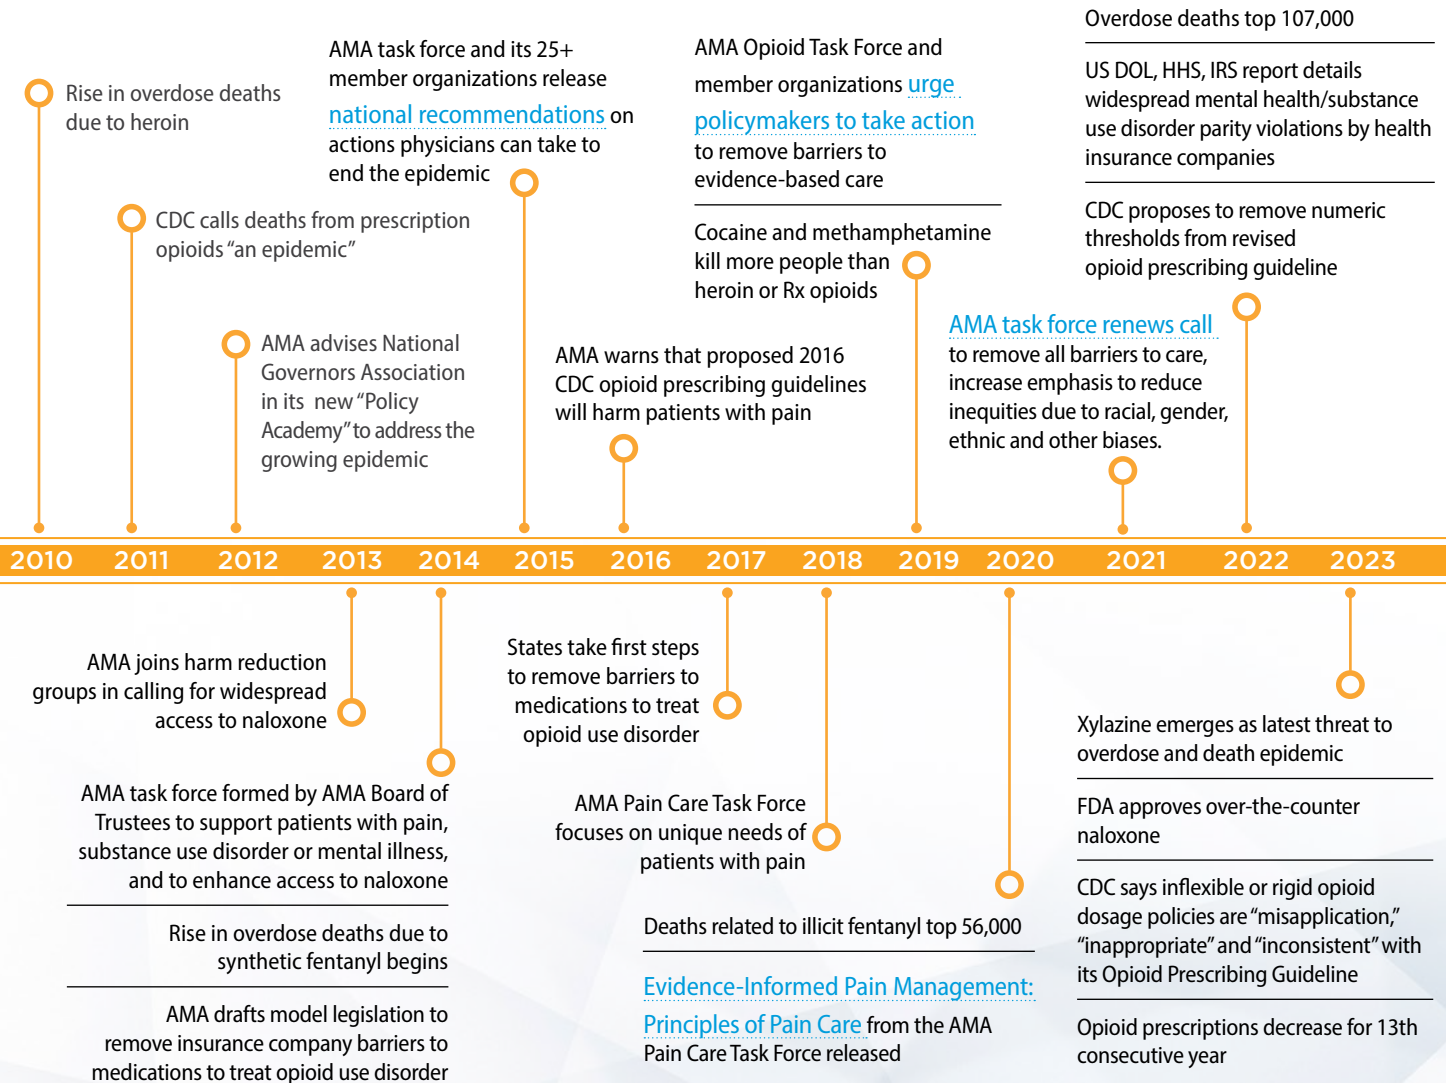 Rise in overdose deaths
due to heroin
CDC calls deaths from prescription
opioids “an epidemic”
AMA advises National
Governors Association
in its new “Policy
Academy” to address the
growing epidemic
AMA task force and its 25+
member organizations release
national recommendations on
actions physicians can take to
end the epidemic
AMA warns that proposed 2016
CDC opioid prescribing guidelines
will harm patients with pain
AMA Opioid Task Force and
member organizations urge
policymakers to take action
to remove barriers to
evidence-based care
Cocaine and methamphetamine
kill more people than
heroin or Rx opioids
AMA task force renews call
to remove all barriers to care,
increase emphasis to reduce
inequities due to racial, gender,
ethnic and other biases.
Overdose deaths top 107,000
US DOL, HHS, IRS report details
widespread mental health/substance
use disorder parity violations by health
insurance companies
CDC proposes to remove numeric
thresholds from revised
opioid prescribing guideline
2010 2011 2012 2013 2014 2015 2016 2017 2018 2019 2020 2021 2022 2023
AMA joins harm reduction
groups in calling for widespread
access to naloxone
AMA task force formed by AMA Board of
Trustees to support patients with pain,
substance use disorder or mental illness,
and to enhance access to naloxone
Rise in overdose deaths due to
synthetic fentanyl begins
AMA drafts model legislation to
remove insurance company barriers to
medications to treat opioid use disorder
States take first steps
to remove barriers to
medications to treat
opioid use disorder
AMA Pain Care Task Force
focuses on unique needs of
patients with pain
Deaths related to illicit fentanyl top 56,000
Evidence-Informed Pain Management:
Principles of Pain Care from the AMA
Pain Care Task Force released
Xylazine emerges as latest threat to
overdose and death epidemic
FDA approves over-the-counter
naloxone
CDC says inflexible or rigid opioid
dosage policies are “misapplication,”
“inappropriate” and “inconsistent” with
its Opioid Prescribing Guideline
Opioid prescriptions decrease for 13th
consecutive year